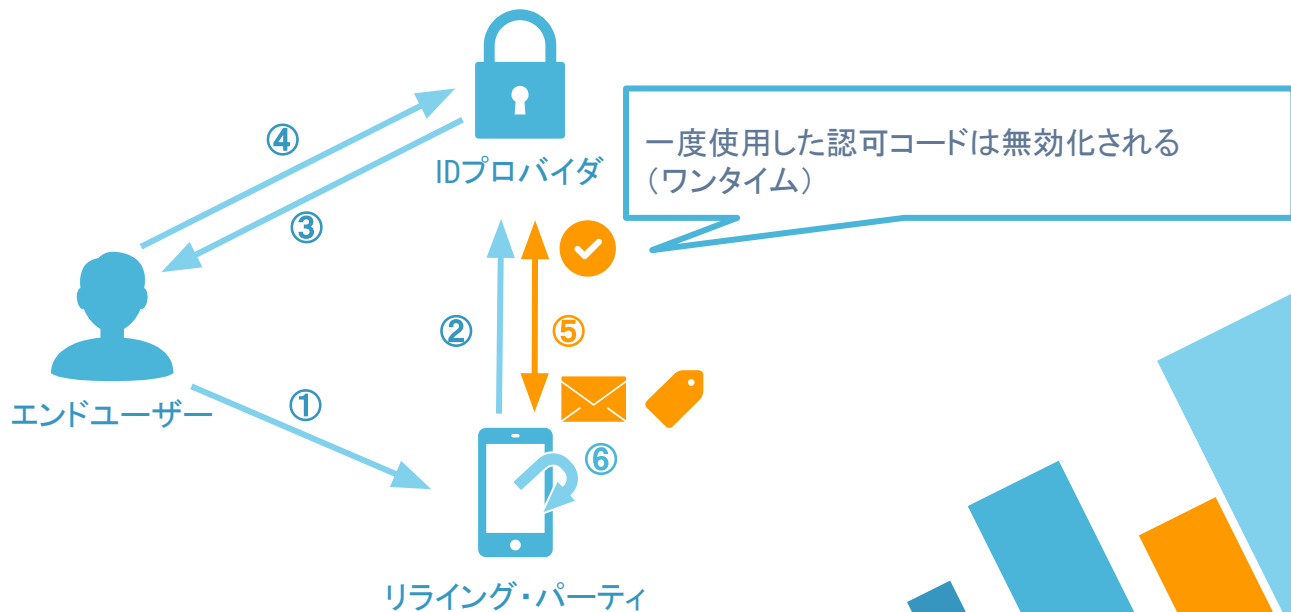 ④
IDプロバイダ
一度使用した認可コードは無効化される
（ワンタイム）
③
②
⑤
エンドユーザー
①
⑥
リライング・パーティ